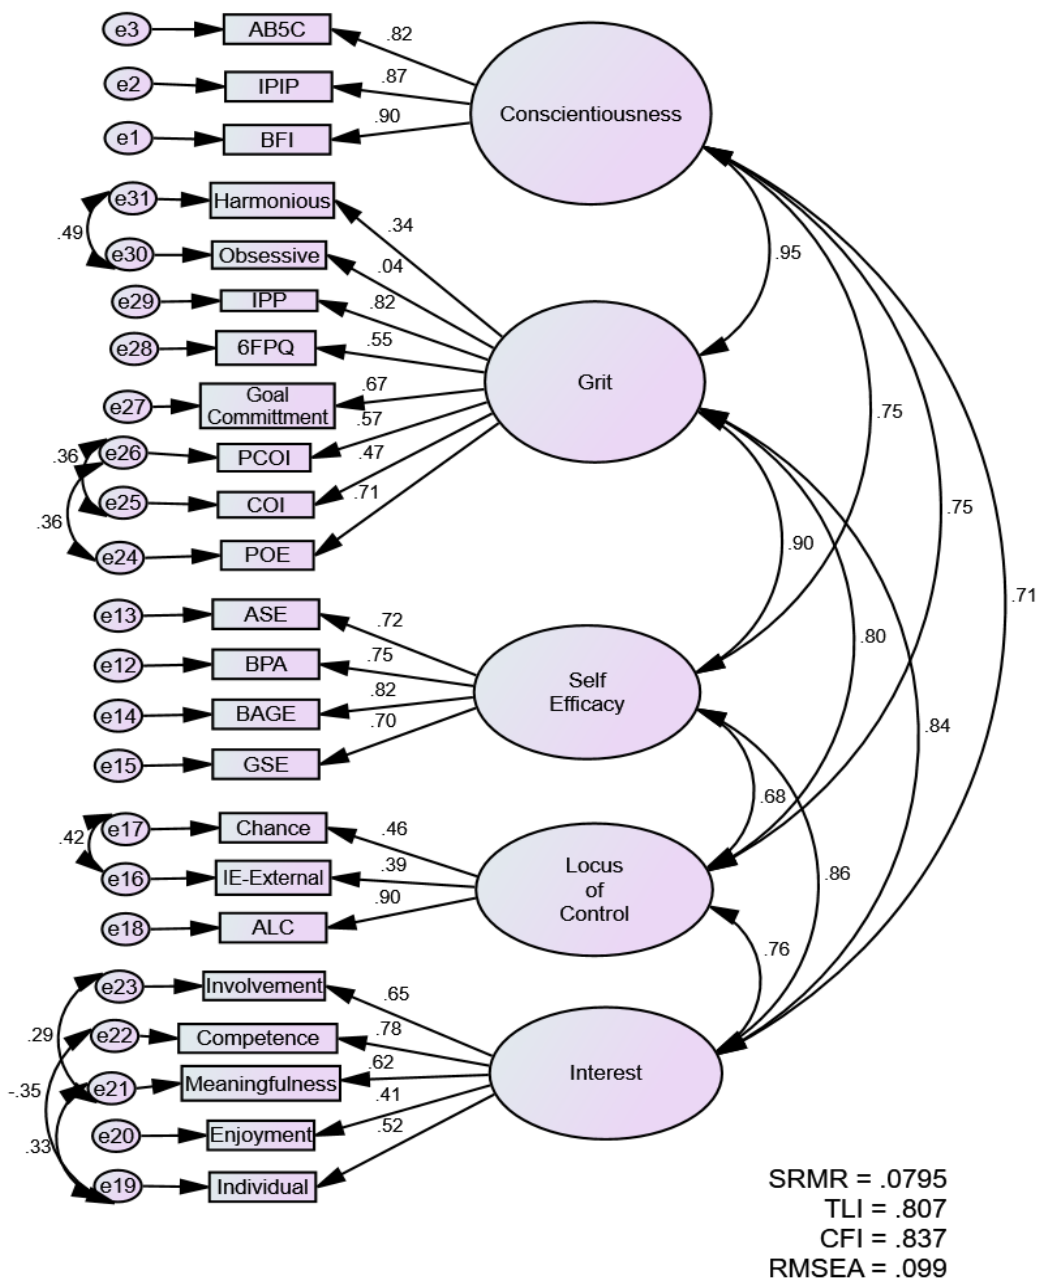 e3
AB5C
.82
e2
IPIP
.87
e1
BFI
.90
Conscientiousness
e31
Harmonious
.34
.49
e30
Obsessive
.04
e29
IPP
.82
e28
6FPQ
.55
e27
Goal
Committment
.67
.57
e26
PCOI
.47
.36
e25
COI
.71
.36
e24
POE
Grit
.95
.75
.75
.71
e13
ASE
.72
e12
BPA
.75
e14
BAGE
.82
e15
GSE
.70
Self
Efficacy
.90
.80
.84
e17
Chance
.46
.42
e16
IE-External
.39
e18
ALC
.90
Locus
of
Control
.68
.86
.76
e23
Involvement
.65
.29
e22
Competence
.78
-.35
e21
Meaningfulness
.62
e20
Enjoyment
.41
.33
e19
Individual
.52
Interest
SRMR = .0795
TLI = .807
CFI = .837
RMSEA = .099